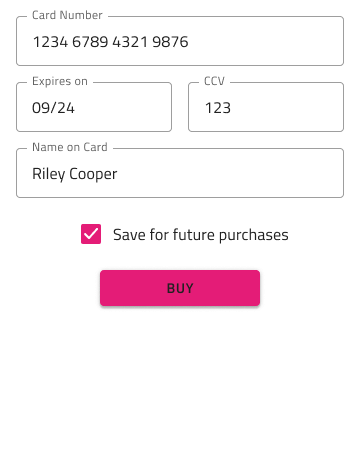 Card Number
1234 6789 4321 9876
Expires on
CCV
09/24
123
Name on Card
Riley Cooper
Save for future purchases
BUY